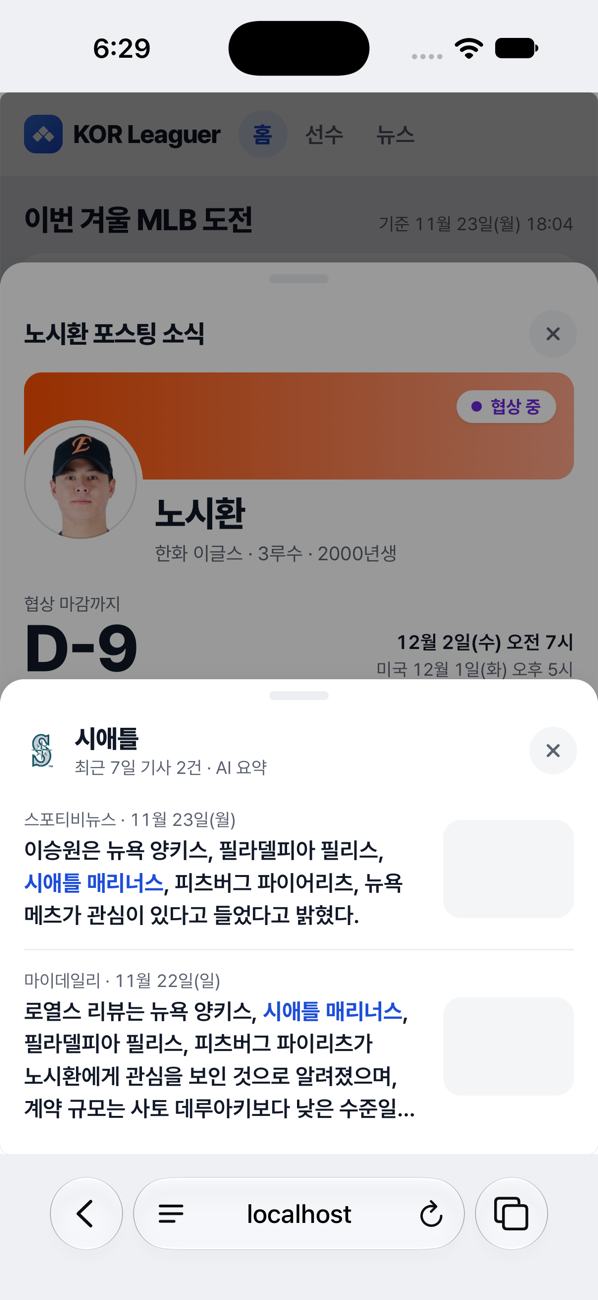 6:29
KOR Leaguer 홈 선수 뉴스
이번 겨울 MLB 도전
기준 11월 23일(월) 18:04
노시환 포스팅 소식
협상 중
노시환
한화 이글스 · 3루수 · 2000년생
협상 마감까지
D-9
12월 2일(수) 오전 7시
미국 12월 1일(화) 오후 5시
시애틀
최근 7일 기사 2건 · AI 요약
스포티비뉴스 · 11월 23일(월)
이승원은 뉴욕 양키스, 필라델피아 필리스,
시애틀 매리너스, 피츠버그 파이어리츠, 뉴욕
메츠가 관심이 있다고 들었다고 밝혔다.
마이데일리 · 11월 22일(일)
로열스 리뷰는 뉴욕 양키스, 시애틀 매리너스,
필라델피아 필리스, 피츠버그 파이리츠가
노시환에게 관심을 보인 것으로 알려졌으며,
계약 규모는 사토 데루아키보다 낮은 수준일...
localhost